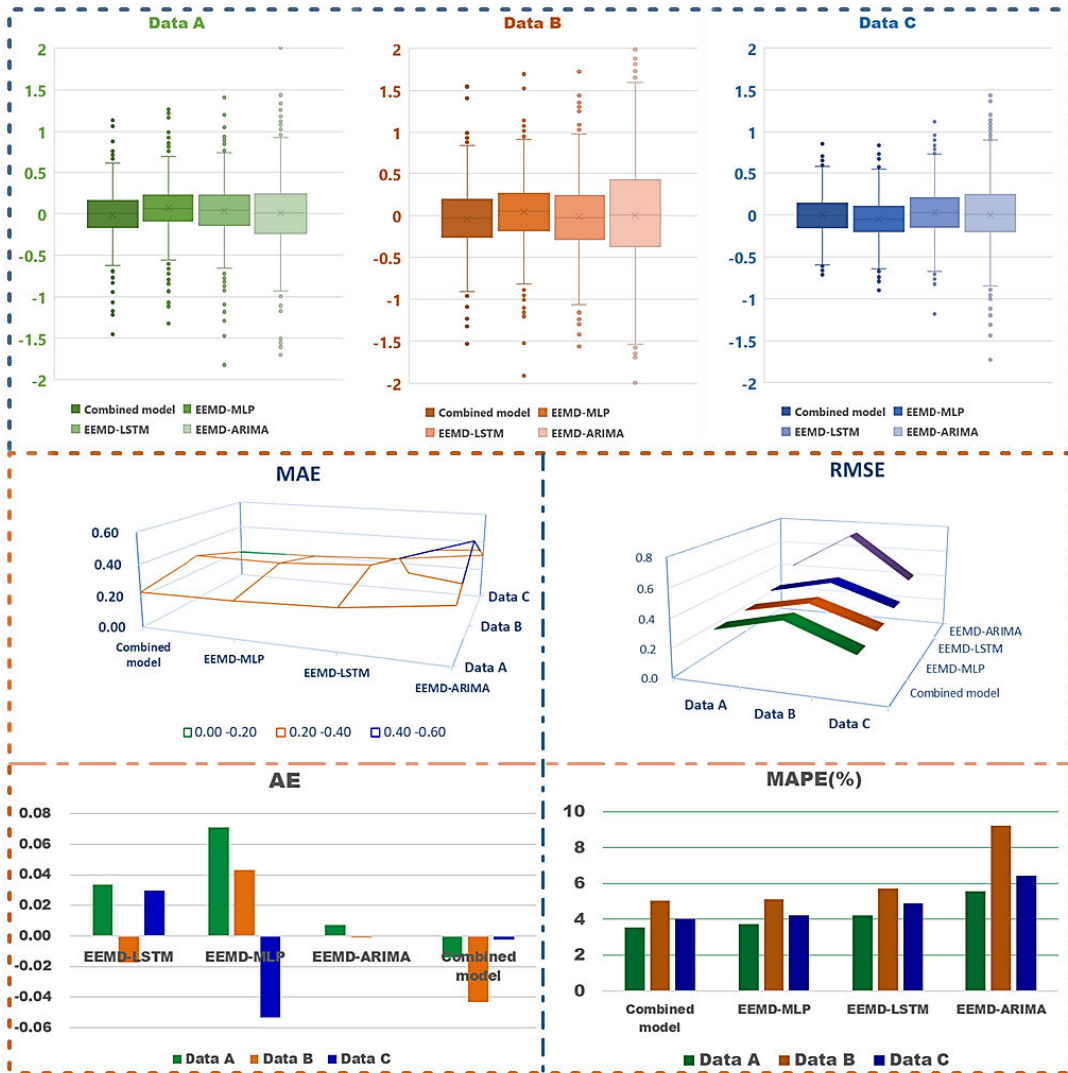 Data A
Data B
Data C
2
1.5
1
0.5
0
-0.5
-1
-1.5
-2
2
1.5
1
0.5
0
-0.5
-1
-1.5
-2
2
1.5
1
0.5
0
-0.5
-1
-1.5
-2
Combined model
EEMD-MLP
EEMD-LSTM
EEMD-ARIMA
Combined model
EEMD-MLP
EEMD-LSTM
EEMD-ARIMA
Combined model
EEMD-MLP
EEMD-LSTM
EEMD-ARIMA
MAE
0.60
0.40
0.20
0.00
Combined
model
EEMD-MLP
EEMD-LSTM
EEMD-ARIMA
Data C
Data B
Data A
0.00 -0.20
0.20 -0.40
0.40 -0.60
RMSE
0.8
0.6
0.4
0.2
0.0
Data A
Data B
Data C
EEMD-ARIMA
EEMD-LSTM
EEMD-MLP
Combined model
AE
0.08
0.06
0.04
0.02
0.00
-0.02
-0.04
-0.06
EEMD-LSTM
EEMD-MLP
EEMD-ARIMA
Combined
model
Data A
Data B
Data C
MAPE(%)
10
8
6
4
2
0
Combined
model
EEMD-MLP
EEMD-LSTM
EEMD-ARIMA
Data A
Data B
Data C